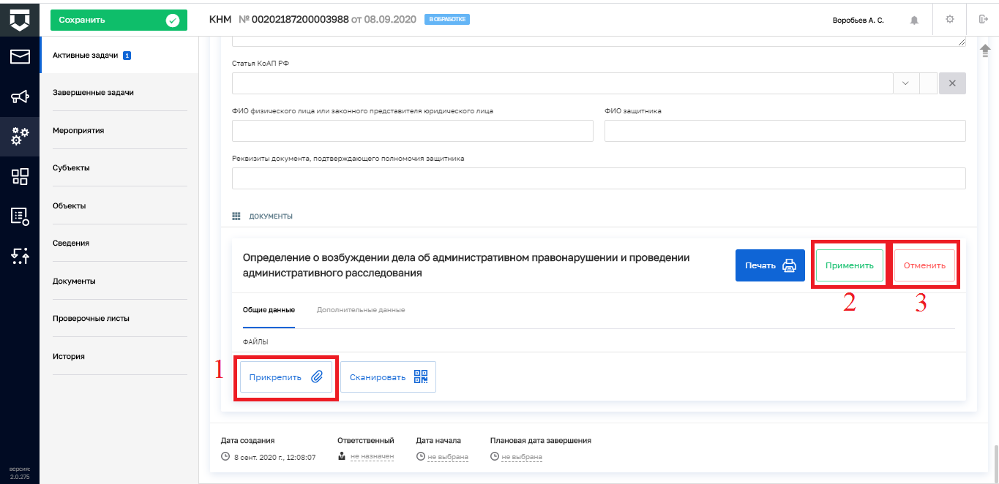 Сохранить
КНМ № 00202187200003988 от 08.09.2020 В ОБРАБОТКЕ
Воробьев А. С.
Активные задачи 1
Завершенные задачи
Мероприятия
Субъекты
Объекты
Сведения
Документы
Проверочные листы
История
версия:
2.0.275
Статья КоАП РФ
ФИО физического лица или законного представителя юридического лица
ФИО защитника
Реквизиты документа, подтверждающего полномочия защитника
ДОКУМЕНТЫ
Определение о возбуждении дела об административном правонарушении и проведении
административного расследования
Печать
Применить
Отменить
2
3
Общие данные
Дополнительные данные
ФАЙЛЫ
1
Прикрепить
Сканировать
Дата создания
8 сент. 2020 г., 12:08:07
Ответственный
не назначен
Дата начала
не выбрана
Плановая дата завершения
не выбрана